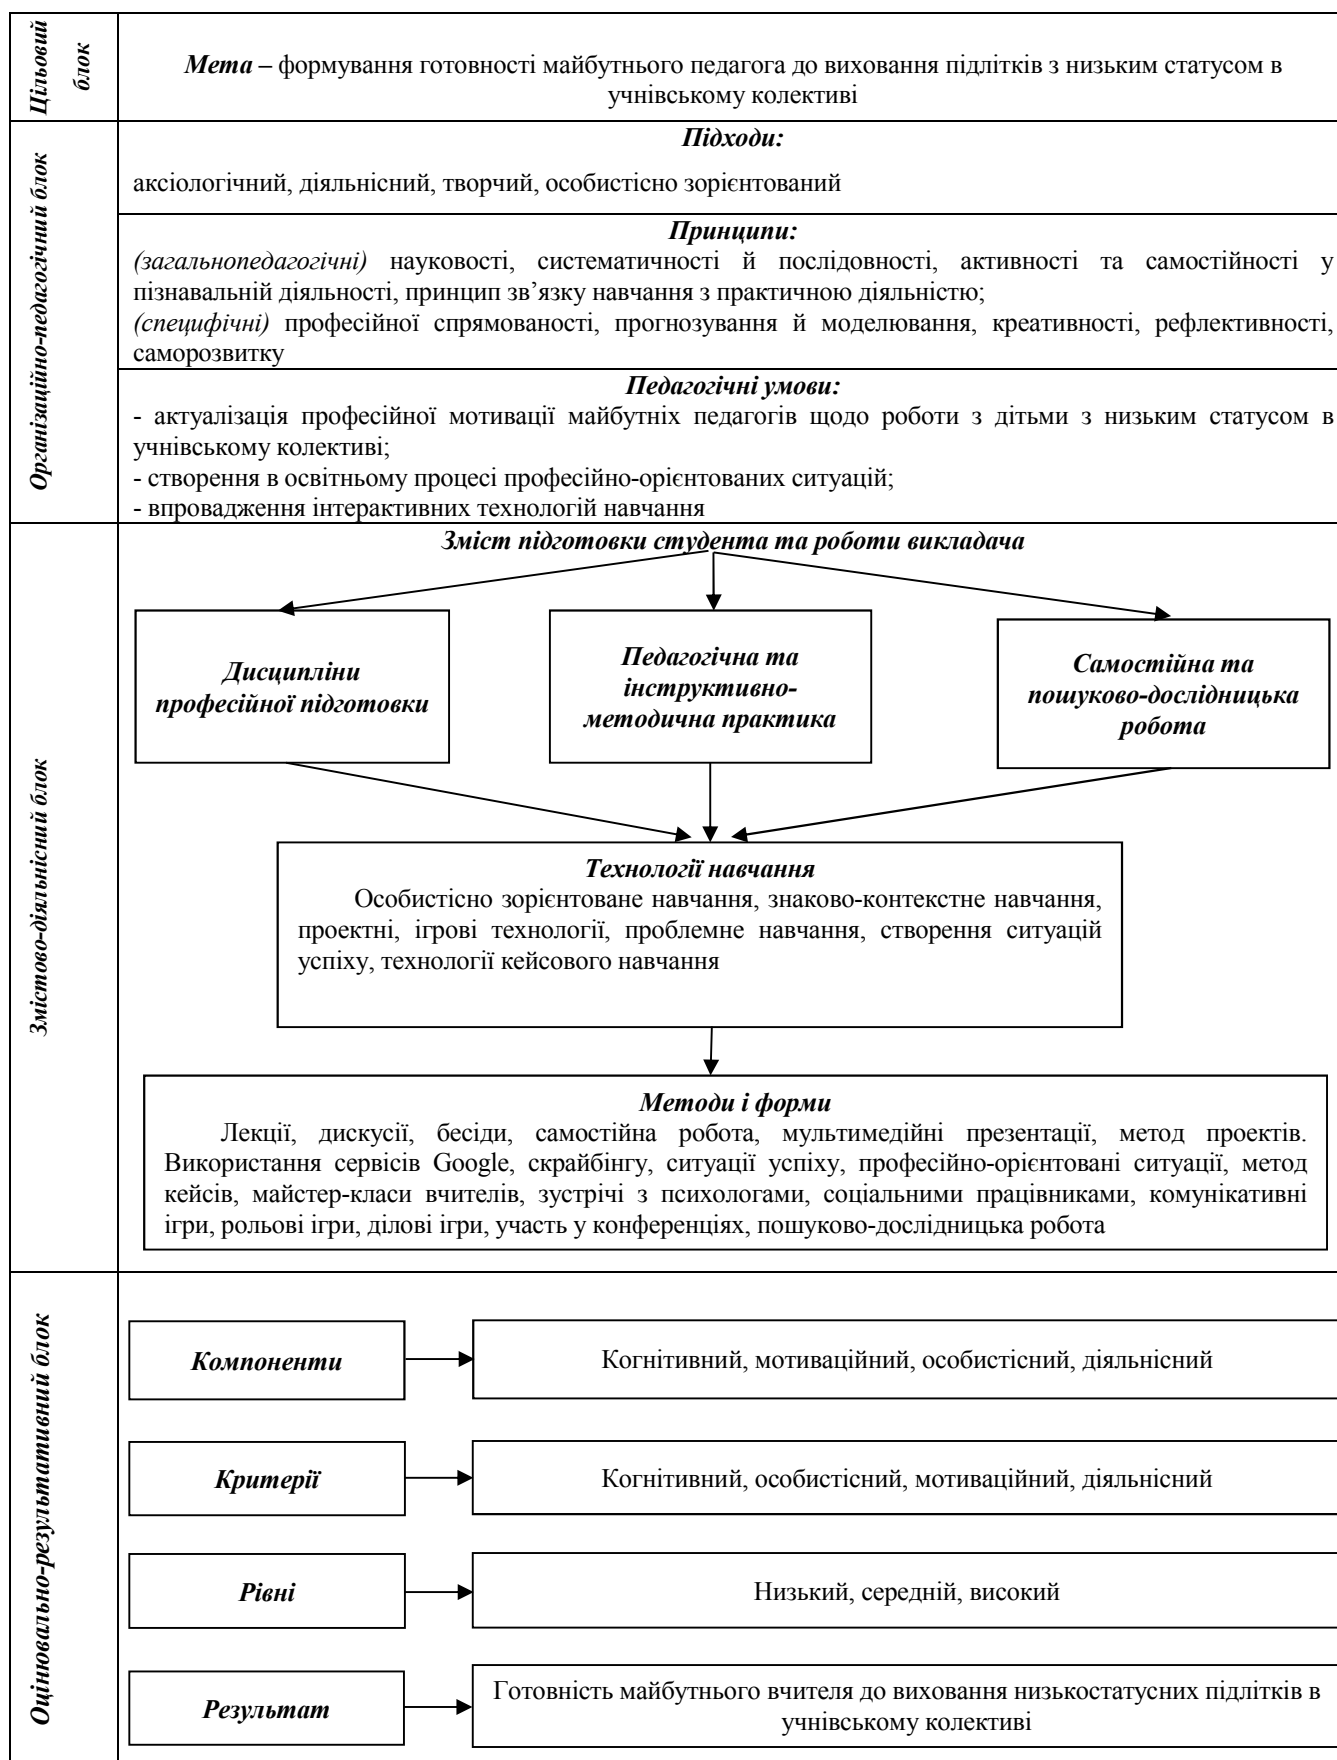 Цільовий
блок
Мета – формування готовності майбутнього педагога до виховання підлітків з низьким статусом в
учнівському колективі
Організаційно-педагогічний блок
Підходи:
аксіологічний, діяльнісний, творчий, особистісно зорієнтований
Принципи:
(загальнопедагогічні) науковості, систематичності й послідовності, активності та самостійності у
пізнавальній діяльності, принцип зв’язку навчання з практичною діяльністю;
(специфічні) професійної спрямованості, прогнозування й моделювання, креативності, рефлективності,
саморозвитку
Педагогічні умови:
- актуалізація професійної мотивації майбутніх педагогів щодо роботи з дітьми з низьким статусом в
учнівському колективі;
- створення в освітньому процесі професійно-орієнтованих ситуацій;
- впровадження інтерактивних технологій навчання
Змістово-діяльнісний блок
Зміст підготовки студента та роботи викладача
Дисципліни
професійної підготовки
Педагогічна та
інструктивно-
методична практика
Самостійна та
пошуково-дослідницька
робота
Технології навчання
Особистісно зорієнтоване навчання, знаково-контекстне навчання,
проектні, ігрові технології, проблемне навчання, створення ситуацій
успіху, технології кейсового навчання
Методи і форми
Лекції, дискусії, бесіди, самостійна робота, мультимедійні презентації, метод проектів.
Використання сервісів Google, скрайбінгу, ситуації успіху, професійно-орієнтовані ситуації, метод
кейсів, майстер-класи вчителів, зустрічі з психологами, соціальними працівниками, комунікативні
ігри, рольові ігри, ділові ігри, участь у конференціях, пошуково-дослідницька робота
Оцінювально-результативний блок
Компоненти
Когнітивний, мотиваційний, особистісний, діяльнісний
Критерії
Когнітивний, особистісний, мотиваційний, діяльнісний
Рівні
Низький, середній, високий
Результат
Готовність майбутнього вчителя до виховання низькостатусних підлітків в
учнівському колективі